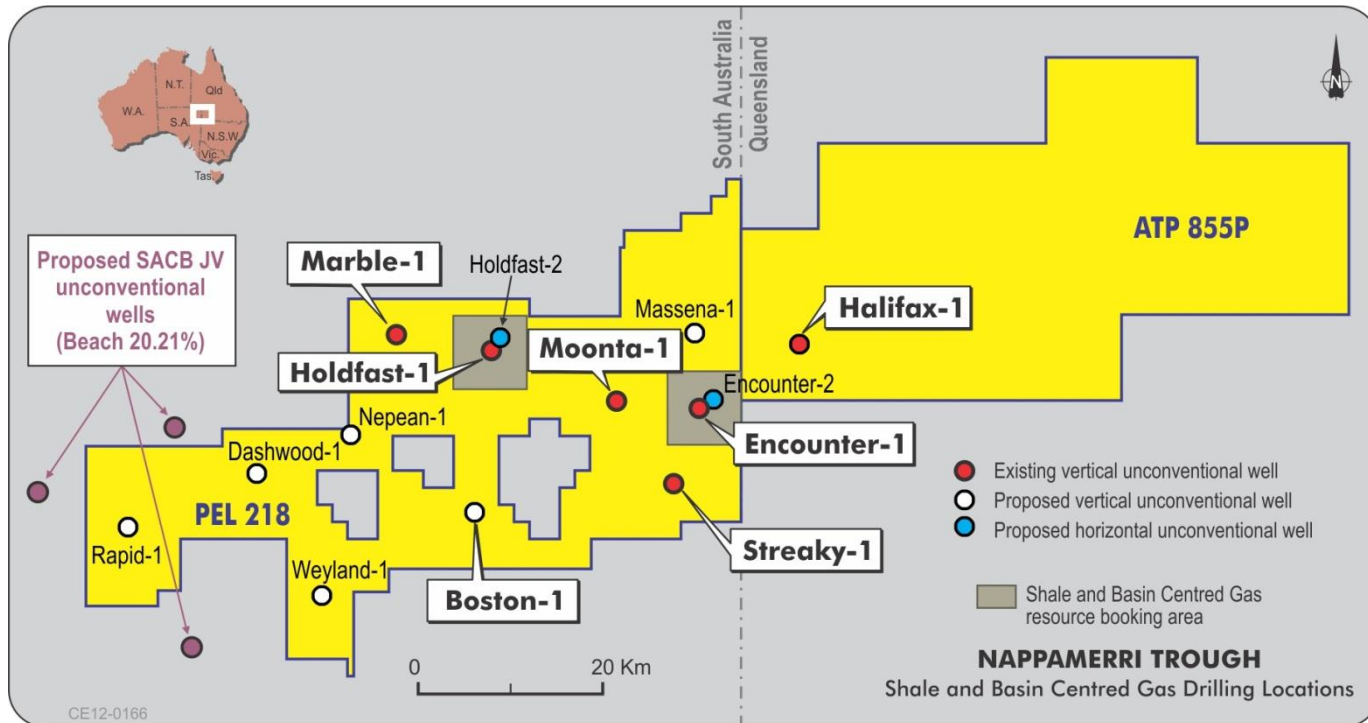 N.T.
Qld
W.A.
S.A.
N.S.W
Vic.
Tas.
South Australia
Queensland
N
ATP 855P
Proposed SACB JV
unconventional
wells
(Beach 20.21%)
Marble-1
Holdfast-2
Massena-1
Halifax-1
Moonta-1
Holdfast-1
Encounter-2
Nepean-1
Encounter-1
Dashwood-1
PEL 218
Rapid-1
Streaky-1
Weyland-1
Boston-1
Existing vertical unconventional well
Proposed vertical unconventional well
Proposed horizontal unconventional well
Shale and Basin Centred Gas
resource booking area
0 20 Km
NAPPAMERRI TROUGH
Shale and Basin Centred Gas Drilling Locations
CE12-0166